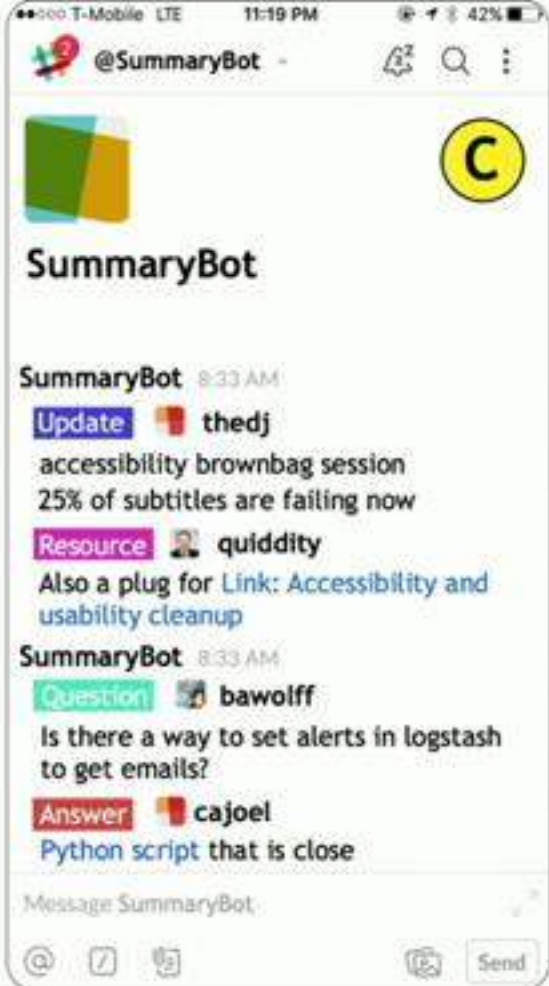 T-Mobile LTE 11:19 PM 42%
2
@SummaryBot
C
SummaryBot
SummaryBot 8:33 AM
Update thedj
accessibility brownbag session
25% of subtitles are failing now
Resource quiddity
Also a plug for Link: Accessibility and
usability cleanup
SummaryBot 8:33 AM
Question bawolff
Is there a way to set alerts in logstash
to get emails?
Answer cajoel
Python script that is close
Message SummaryBot
@ Send